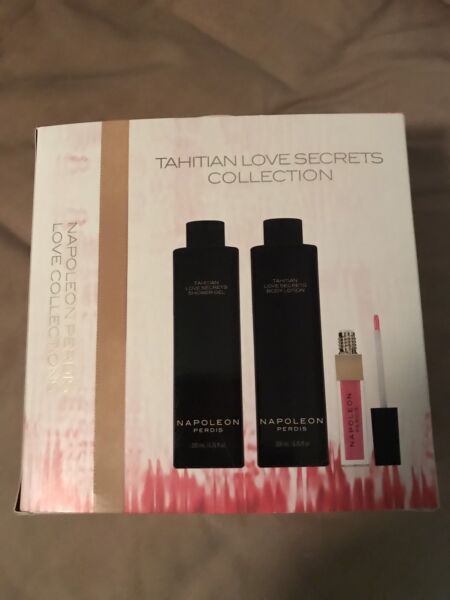 TAHITIAN LOVE SECRETS
COLLECTION
NAPOLEON PERDIS
LOVE COLLECTION
TAHITIAN
LOVE SECRETS
SHOWER GEL
NAPOLEON
PERDIS
TAHITIAN
LOVE SECRETS
BODY LOTION
NAPOLEON
PERDIS
NAPOLEON
PERDIS